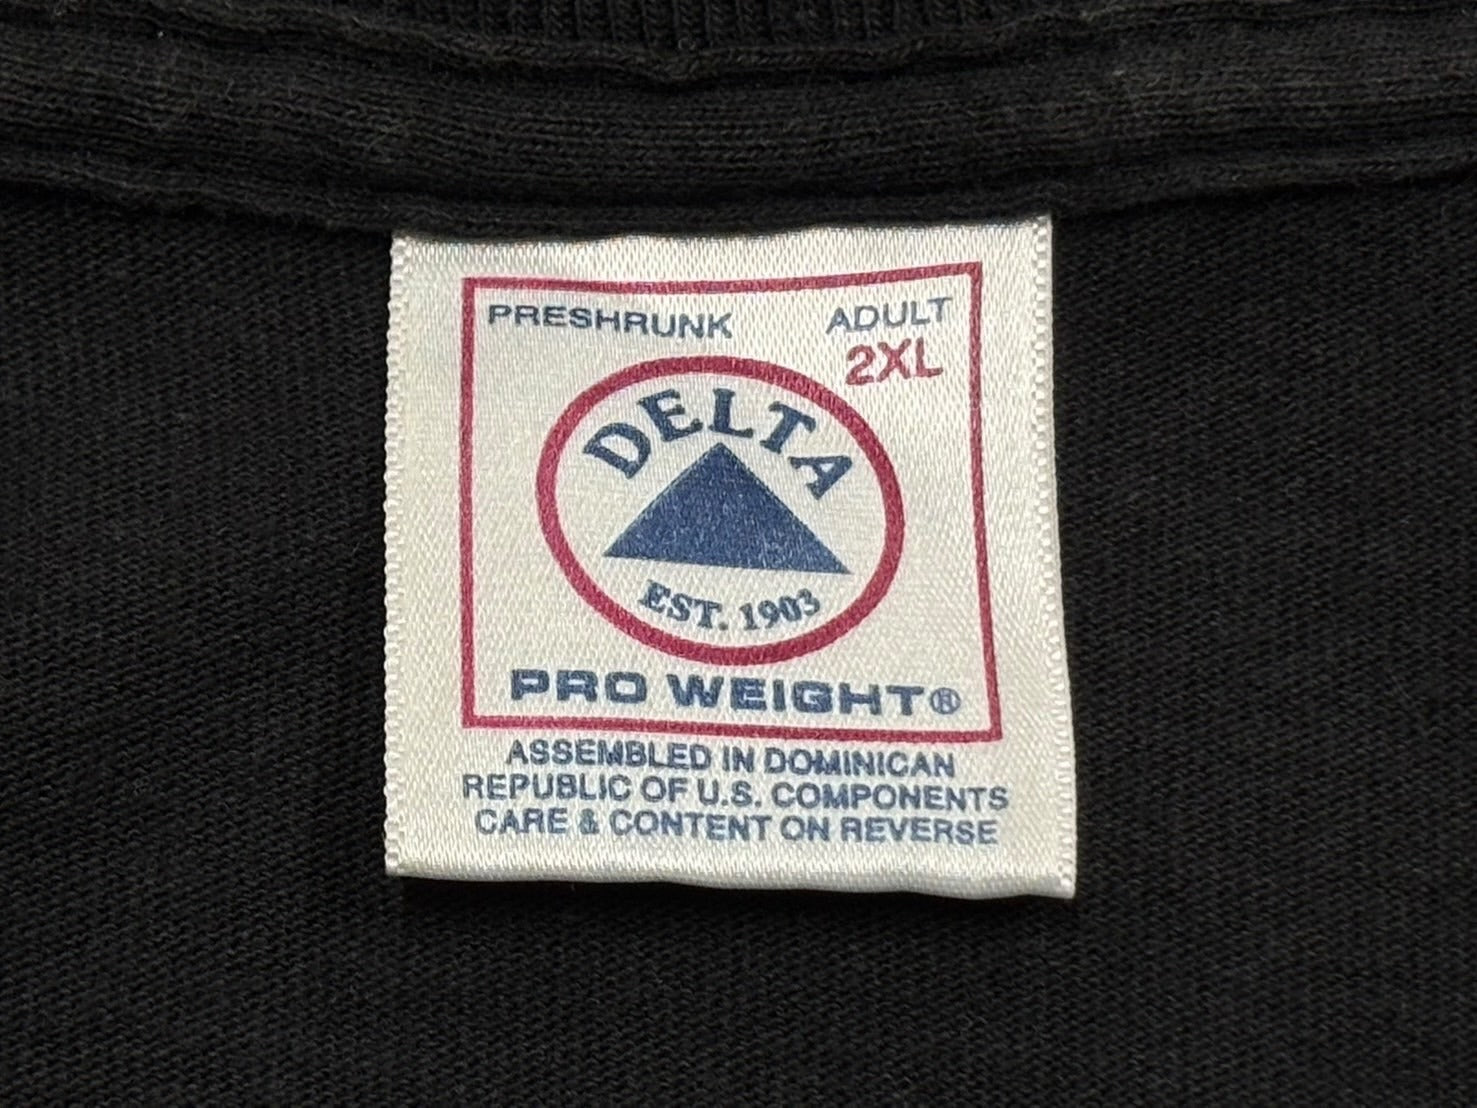 PRESHRUNK ADULT
2XL
DELTA
EST. 1903
PRO WEIGHT®
ASSEMBLED IN DOMINICAN
REPUBLIC OF U.S. COMPONENTS
CARE & CONTENT ON REVERSE